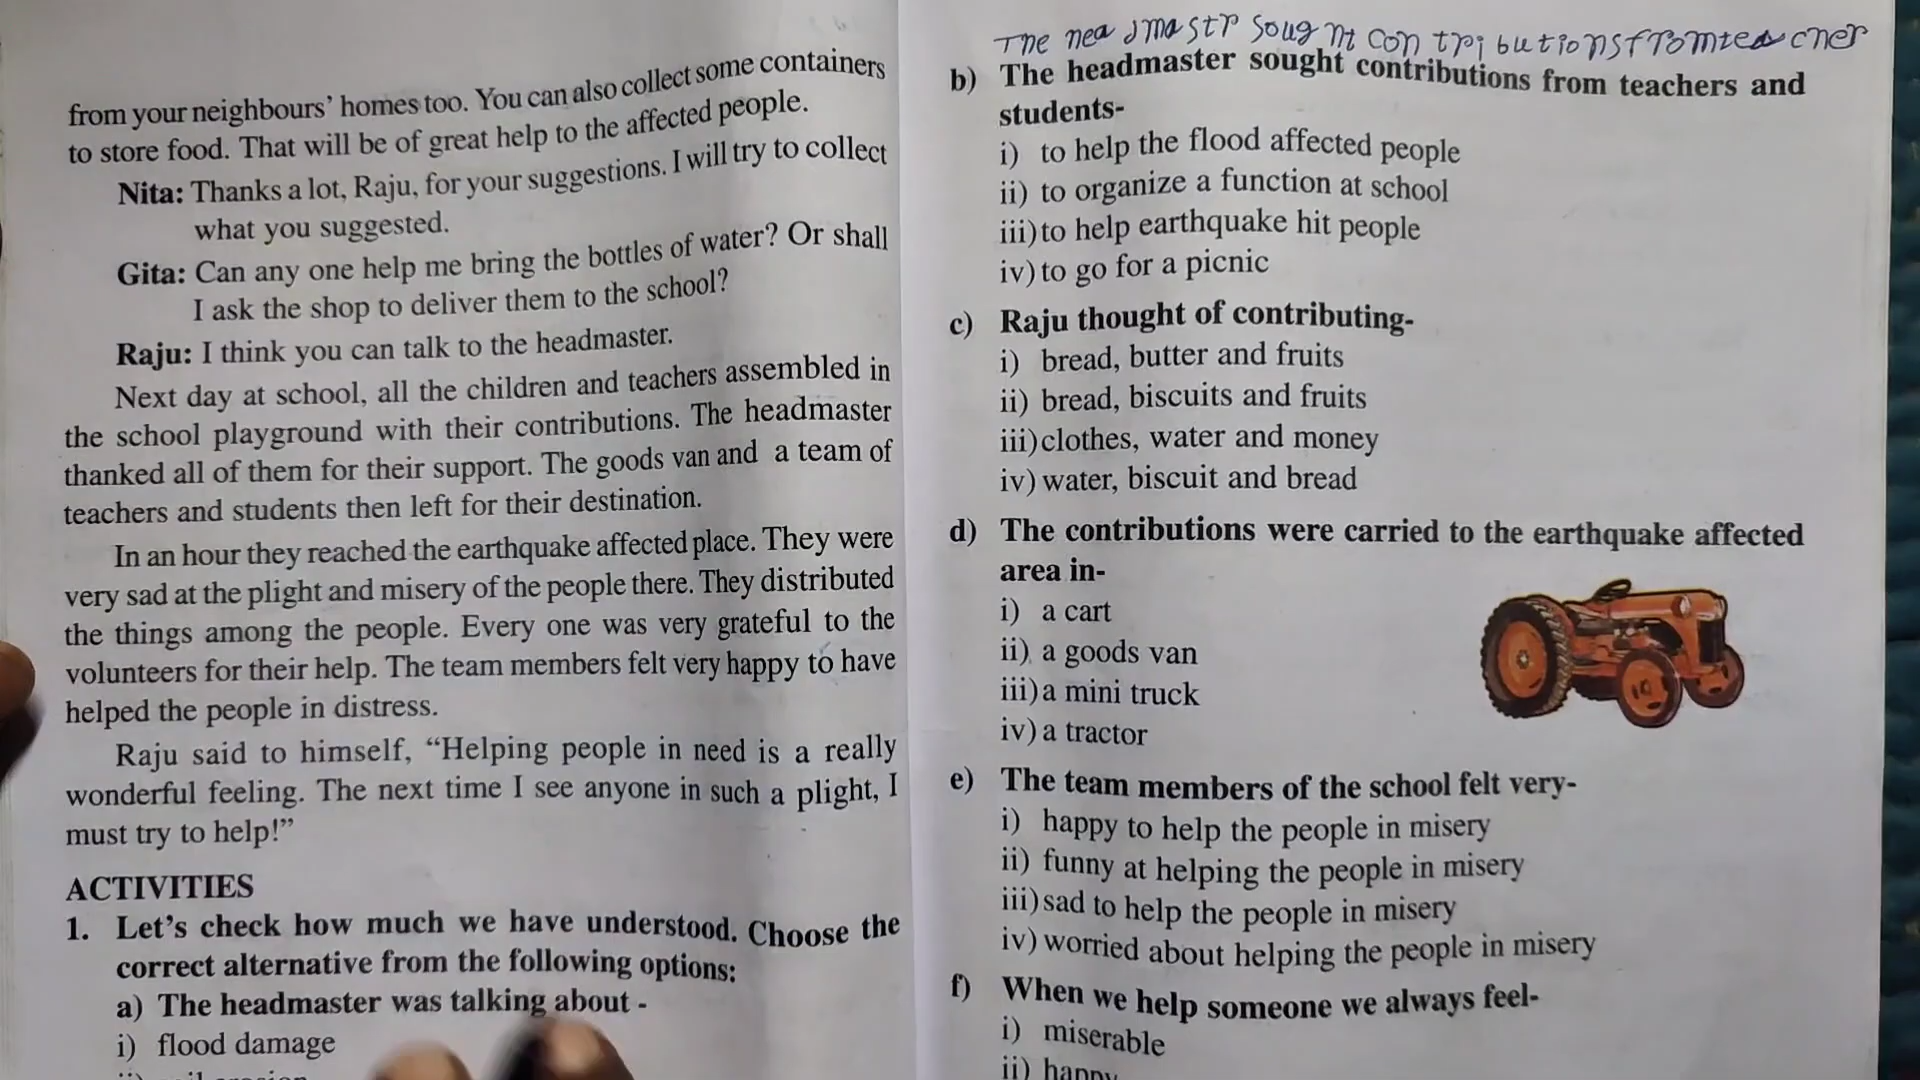 from your neighbours' homes too. You can also collect some containers
to store food. That will be of great help to the affected people.
Nita: Thanks a lot, Raju, for your suggestions. I will try to collect
what you suggested.
Gita: Can any one help me bring the bottles of water? Or shall
I ask the shop to deliver them to the school?
Raju: I think you can talk to the headmaster.
Next day at school, all the children and teachers assembled in
the school playground with their contributions. The headmaster
thanked all of them for their support. The goods van and a team of
teachers and students then left for their destination.
In an hour they reached the earthquake affected place. They were
very sad at the plight and misery of the people there. They distributed
the things among the people. Every one was very grateful to the
volunteers for their help. The team members felt very happy to have
helped the people in distress.
Raju said to himself, “Helping people in need is a really
wonderful feeling. The next time I see anyone in such a plight, I
must try to help!”
ACTIVITIES
1. Let's check how much we have understood. Choose the
correct alternative from the following options:
a) The headmaster was talking about -
i) flood damage
The headmastr sought contributions from teacher
b) The headmaster sought contributions from teachers and
students-
i) to help the flood affected people
ii) to organize a function at school
iii) to help earthquake hit people
iv) to go for a picnic
c) Raju thought of contributing-
i) bread, butter and fruits
ii) bread, biscuits and fruits
iii) clothes, water and money
iv) water, biscuit and bread
d) The contributions were carried to the earthquake affected
area in-
i) a cart
ii) a goods van
iii) a mini truck
iv) a tractor
e) The team members of the school felt very-
i) happy to help the people in misery
ii) funny at helping the people in misery
iii) sad to help the people in misery
iv) worried about helping the people in misery
f) When we help someone we always feel-
i) miserable
ii) happy